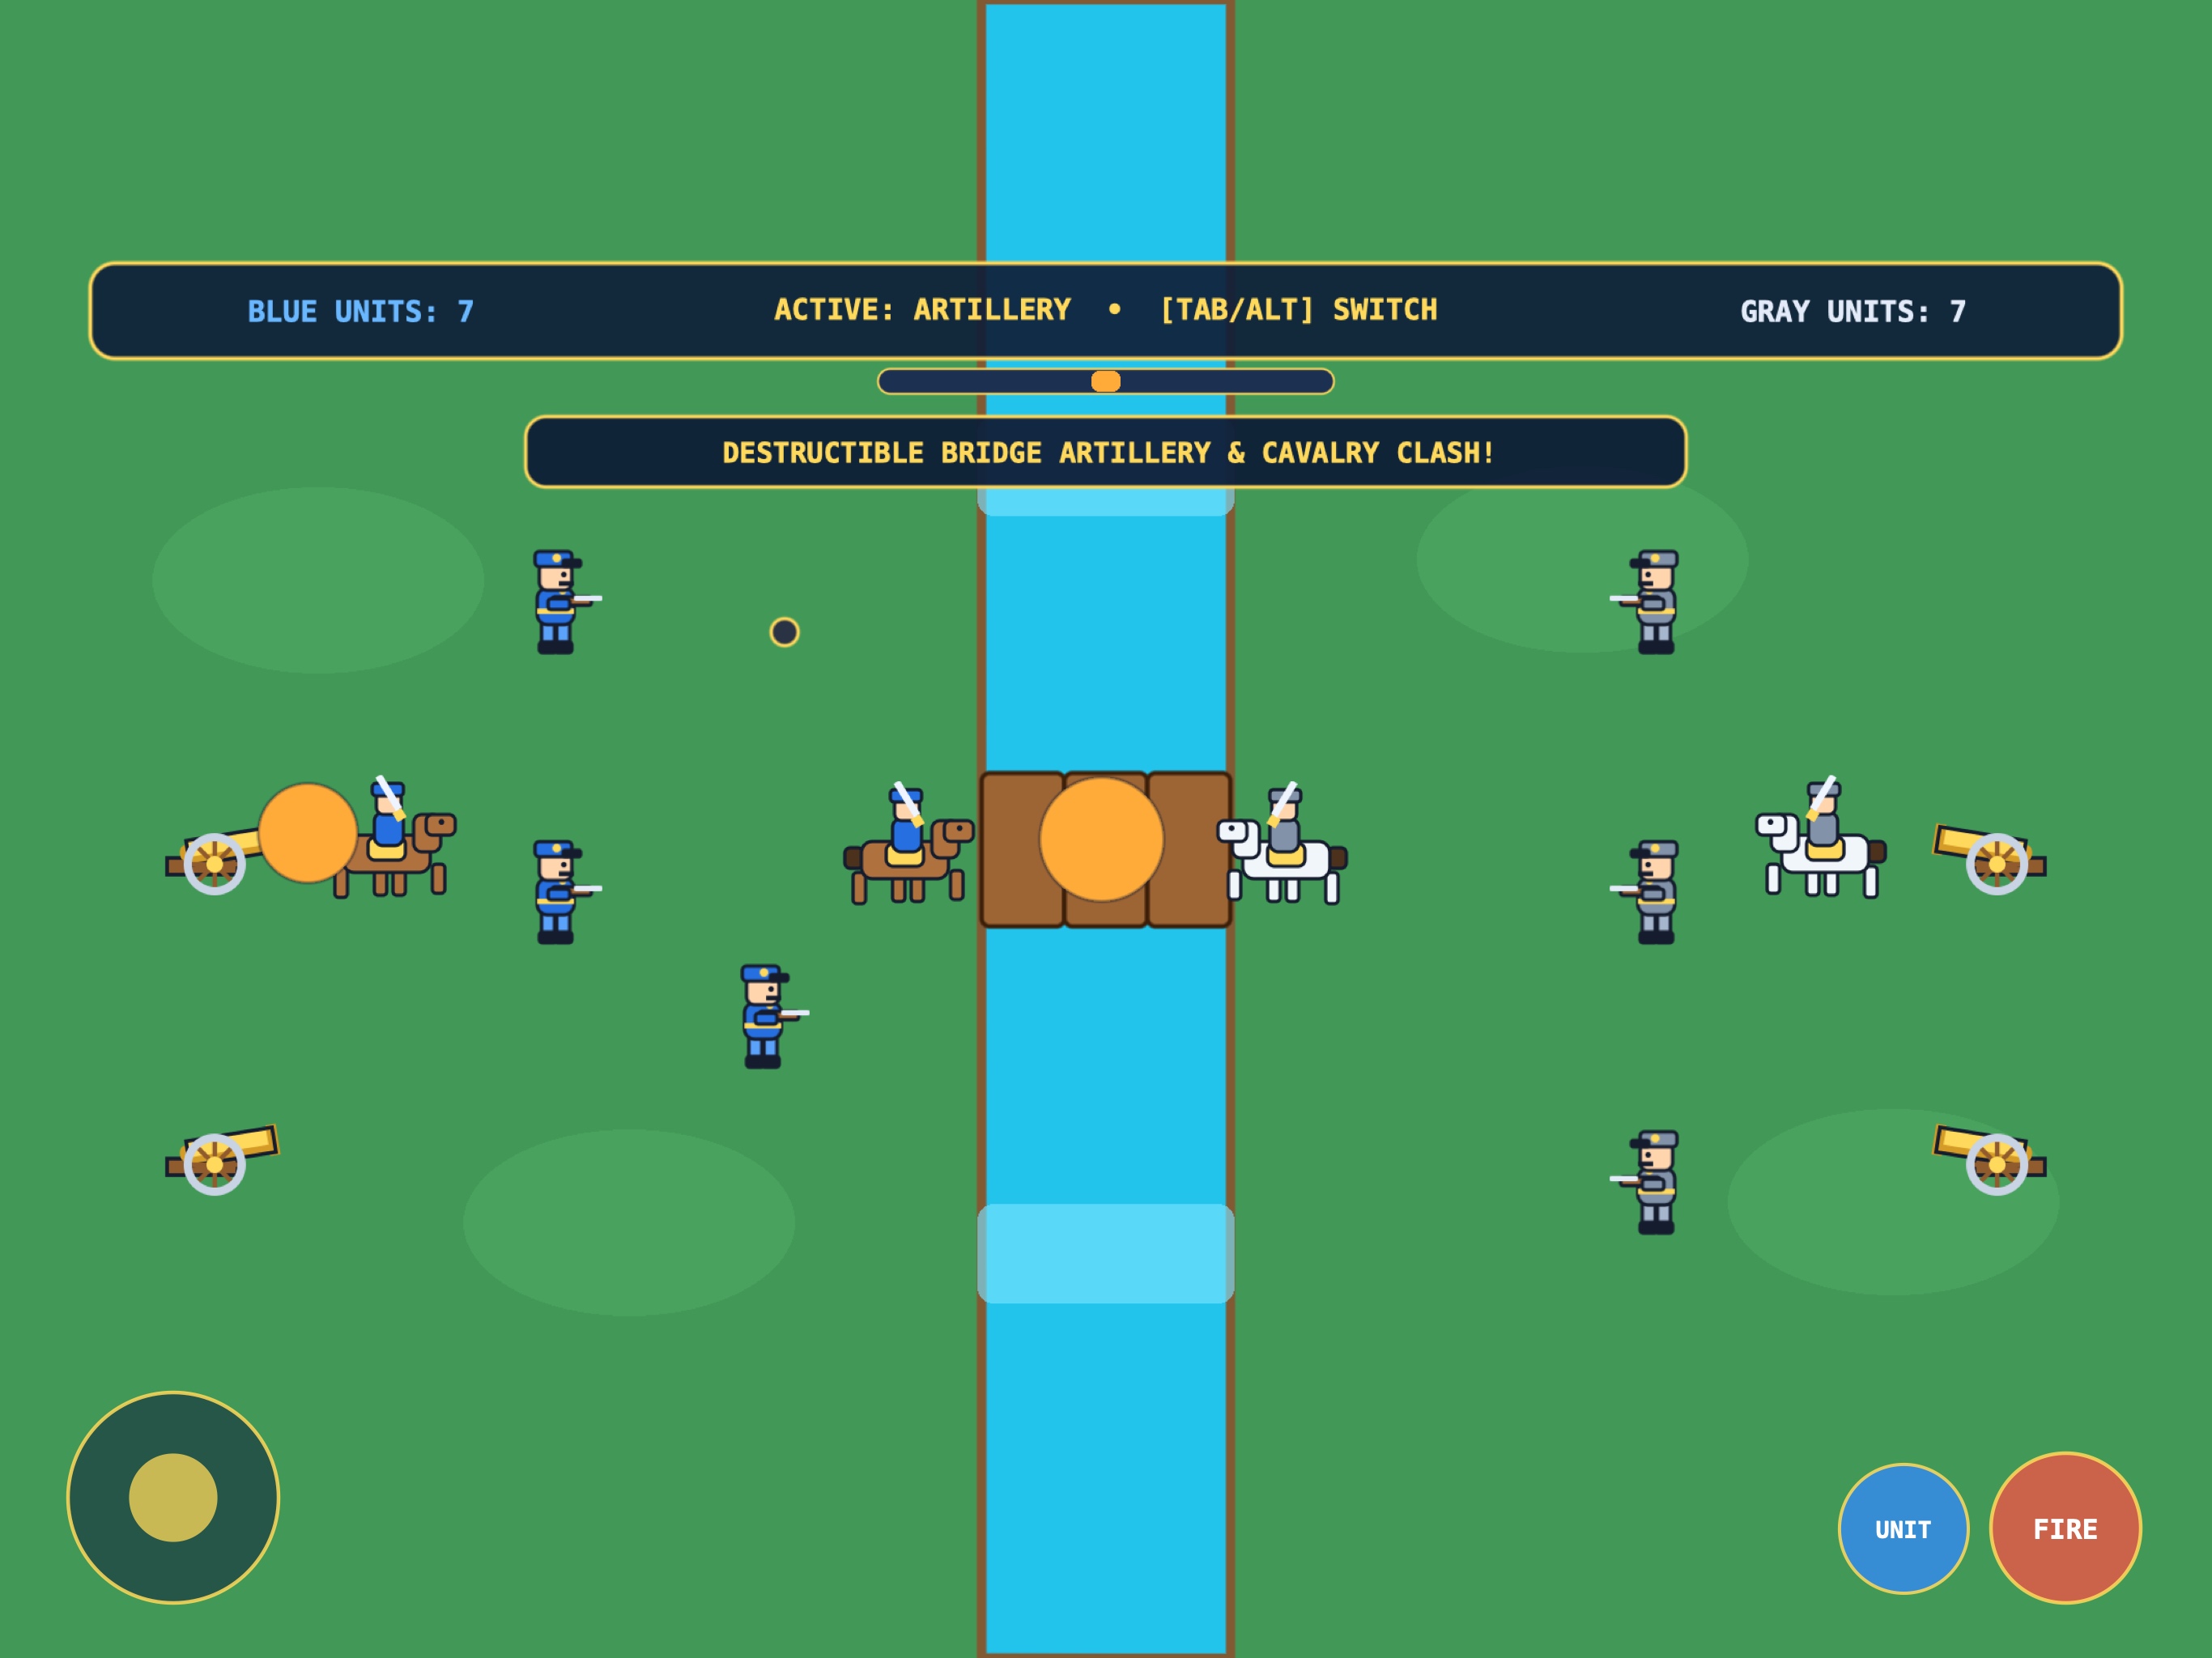 BLUE UNITS: 7
ACTIVE: ARTILLERY • [TAB/ALT] SWITCH
GRAY UNITS: 7
DESTRUCTIBLE BRIDGE ARTILLERY & CAVALRY CLASH!
UNIT
FIRE